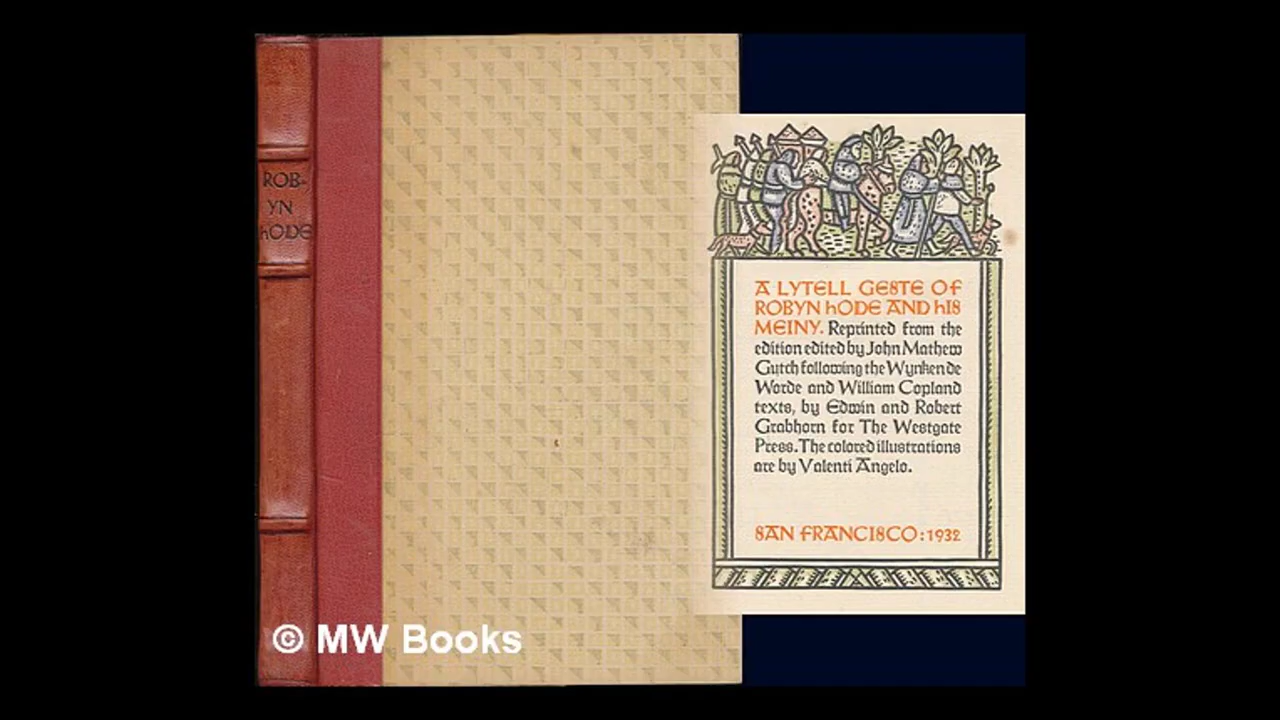 ROB-
YN
hODE
A LYTELL GESTE OF
ROBYN hODE AND hIS
MEINY. Reprinted from the
edition edited by John Mathew
Gutch following the Wynken de
Worde and William Copland
texts, by Edwin and Robert
Grabhorn for The Westgate
Press. The colored illustrations
are by Valenti Angelo.
SAN FRANCISCO : 1932
© MW Books